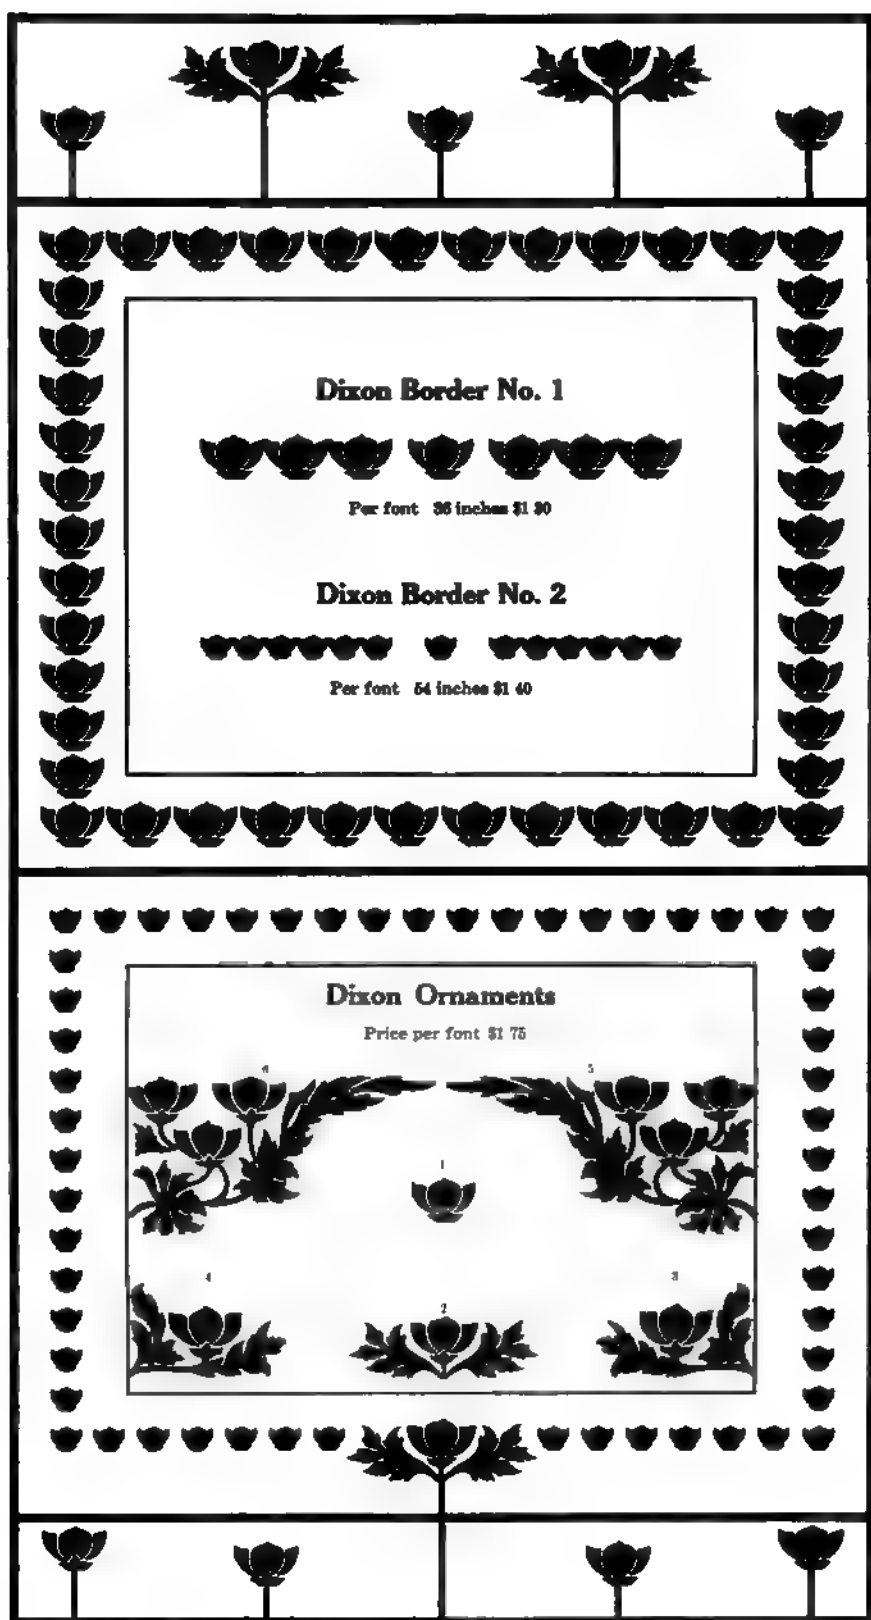 Dixon Border No. 1
Per font 36 inches $1 30
Dixon Border No. 2
Per font 54 inches $1 40
Dixon Ornaments
Price per font $1 75
6 5
1
4 2 3